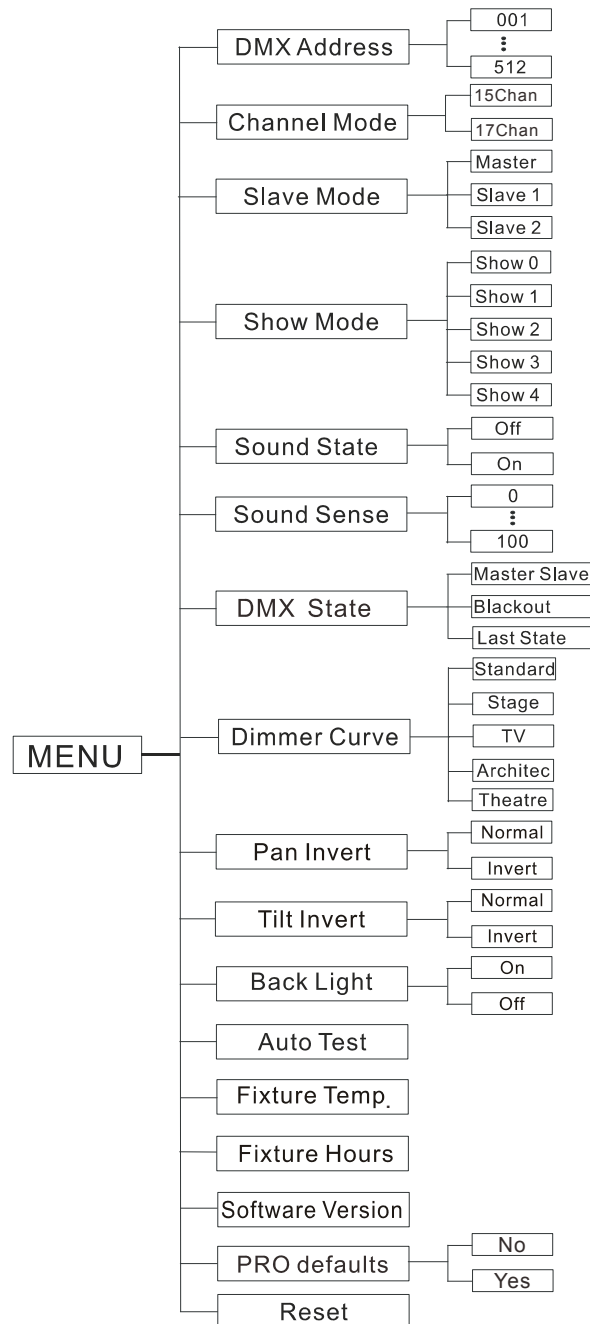 MENU
DMX Address
001
512
Channel Mode
15Chan
17Chan
Slave Mode
Master
Slave 1
Slave 2
Show Mode
Show 0
Show 1
Show 2
Show 3
Show 4
Sound State
Off
On
Sound Sense
0
100
DMX State
Master Slave
Blackout
Last State
Dimmer Curve
Standard
Stage
TV
Architec
Theatre
Pan Invert
Normal
Invert
Tilt Invert
Normal
Invert
Back Light
On
Off
Auto Test
Fixture Temp.
Fixture Hours
Software Version
PRO defaults
No
Yes
Reset